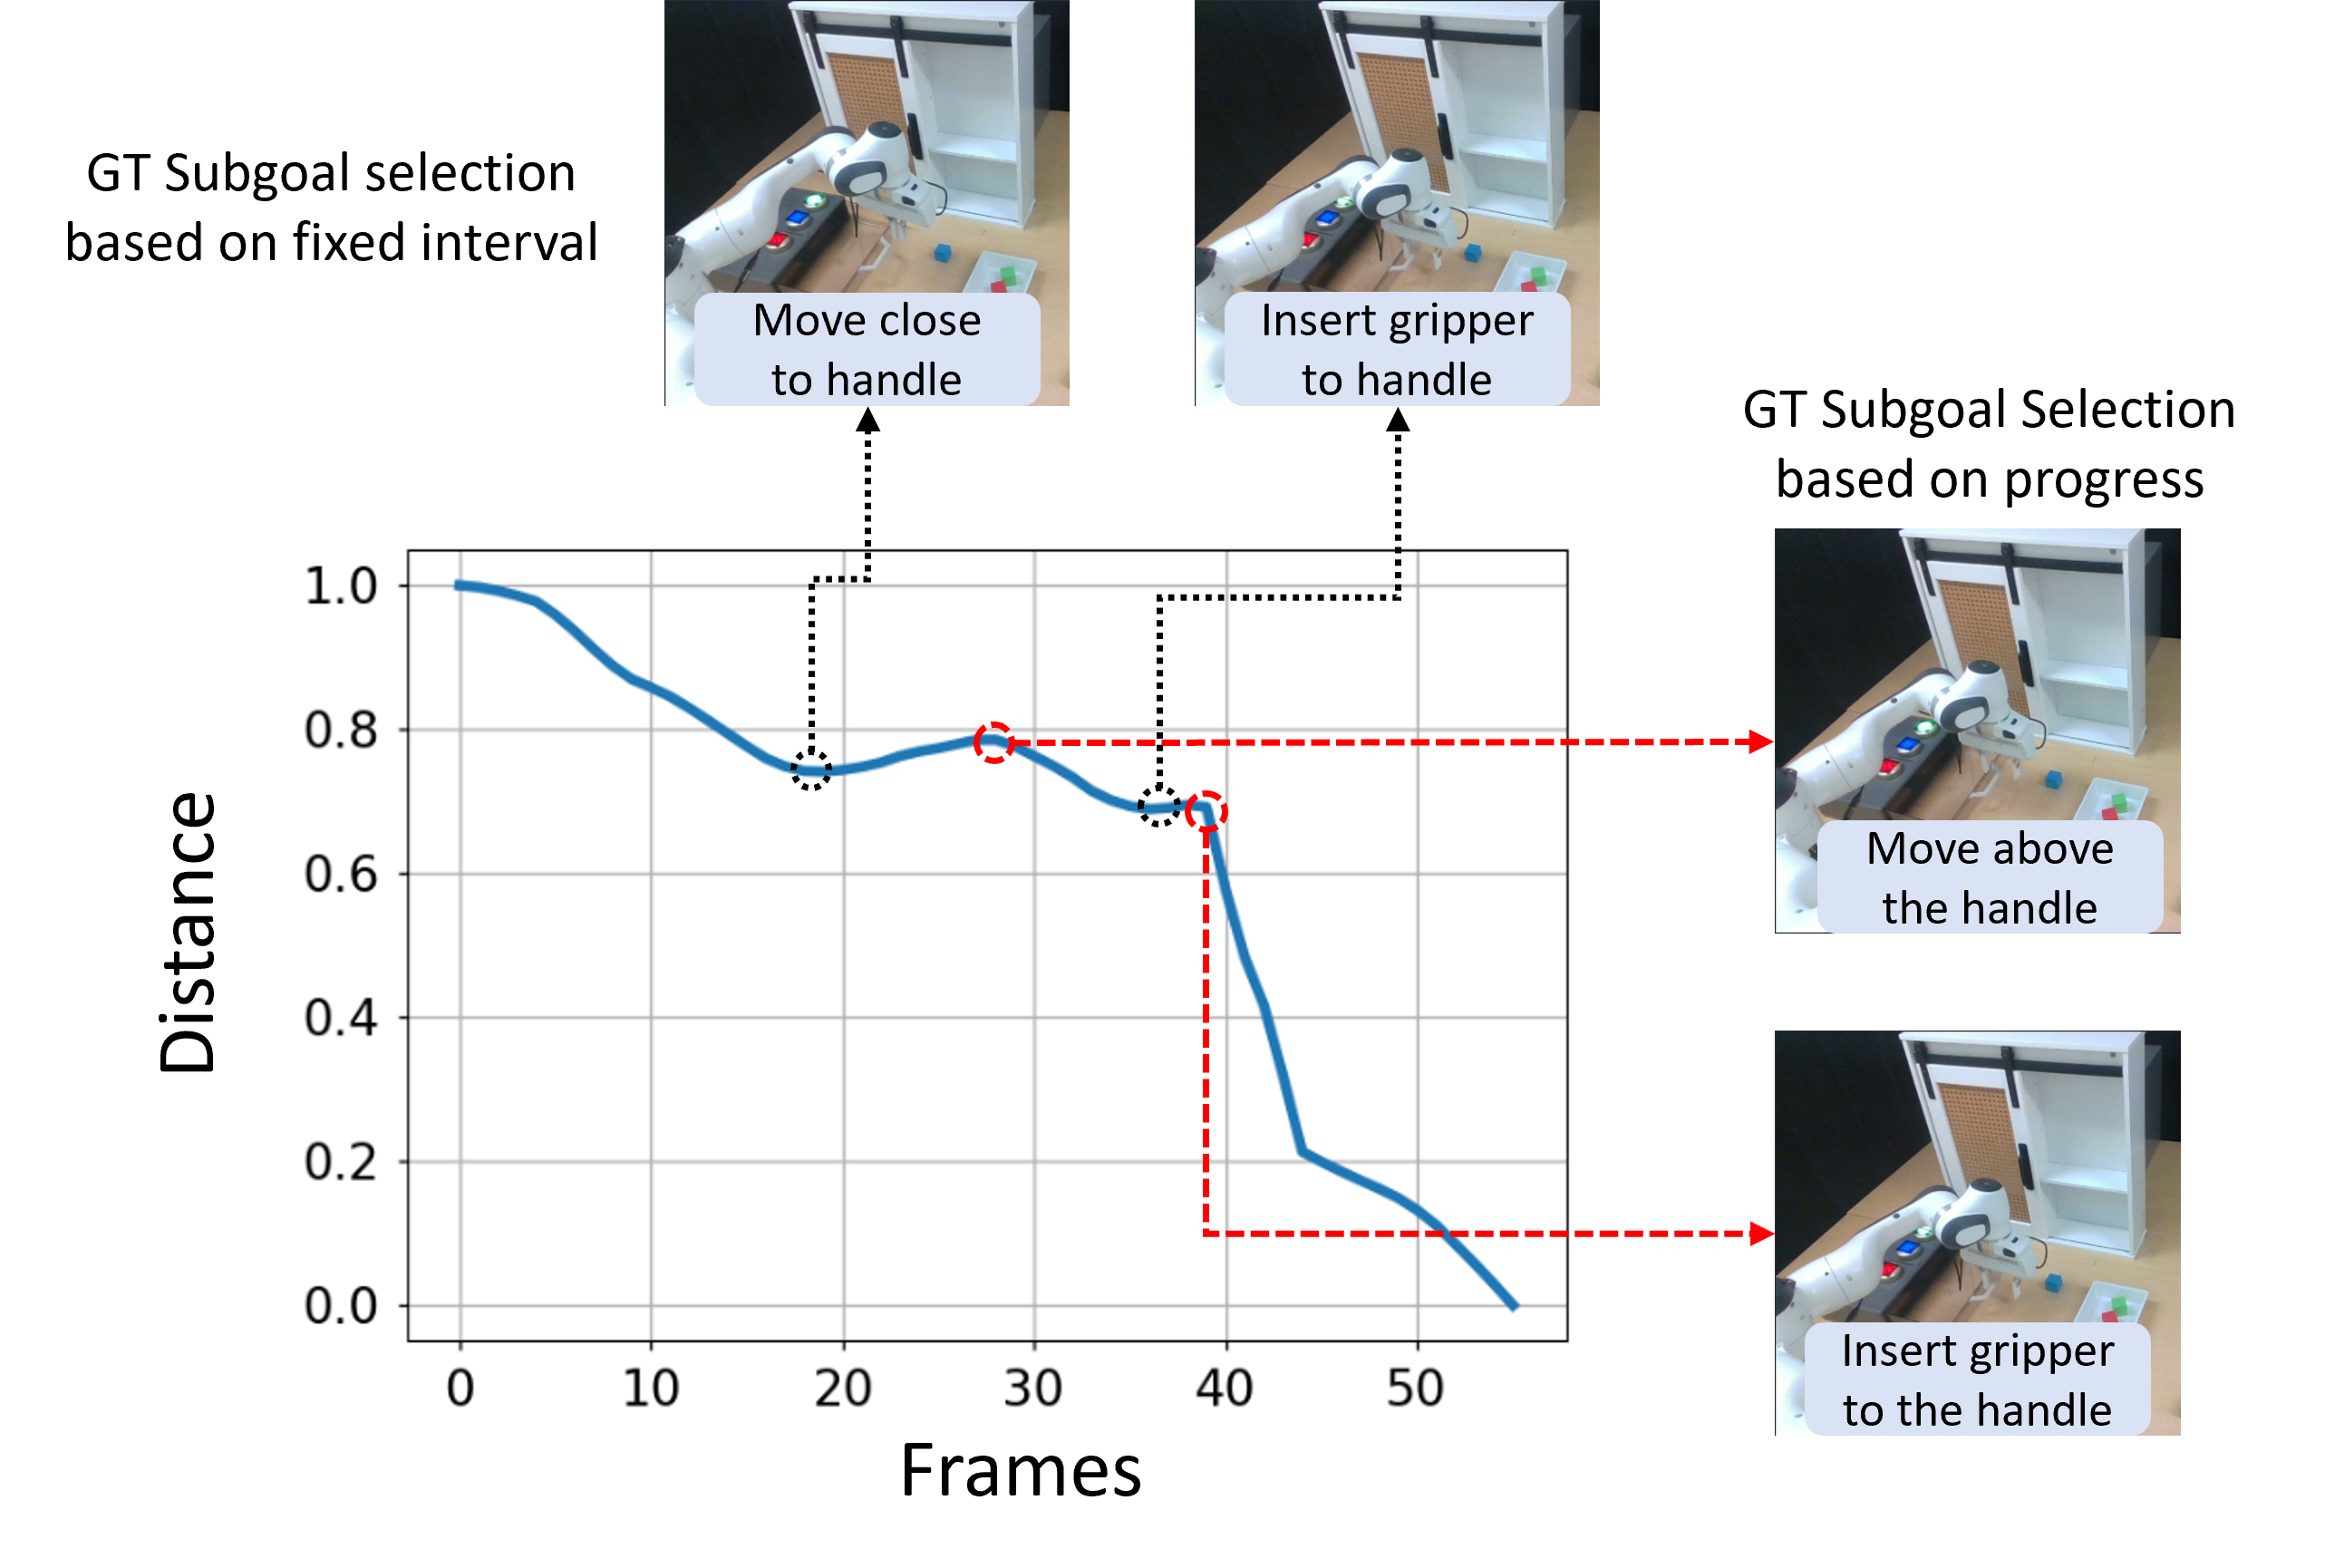 GT Subgoal selection
based on fixed interval
Move close
to handle
Insert gripper
to handle
GT Subgoal Selection
based on progress
Move above
the handle
Insert gripper
to the handle
Distance
1.0
0.8
0.6
0.4
0.2
0.0
0 10 20 30 40 50
Frames